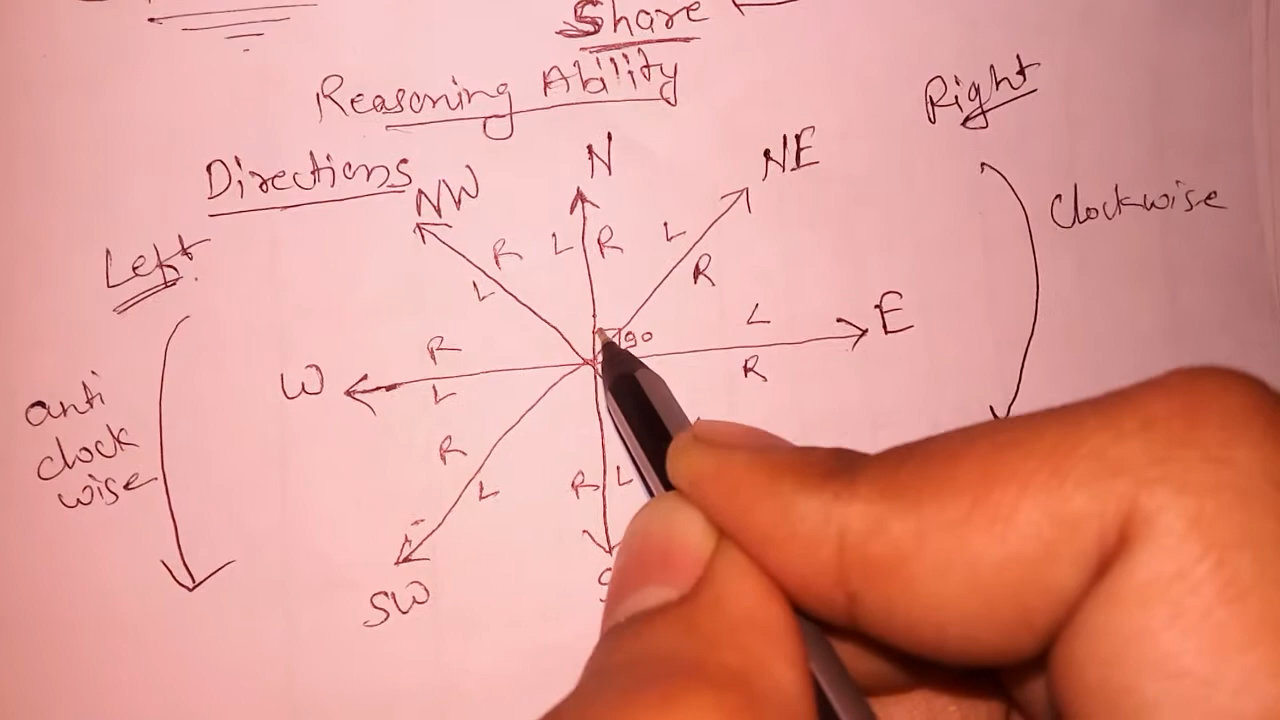 Share
Reasoning Ability
Right
Directions
N
NE
NW
Clockwise
Left
R
L
R
L
R
L
E
L
90
R
R
W
L
R
anti
clock
wise
R
L
R
L
S
SW